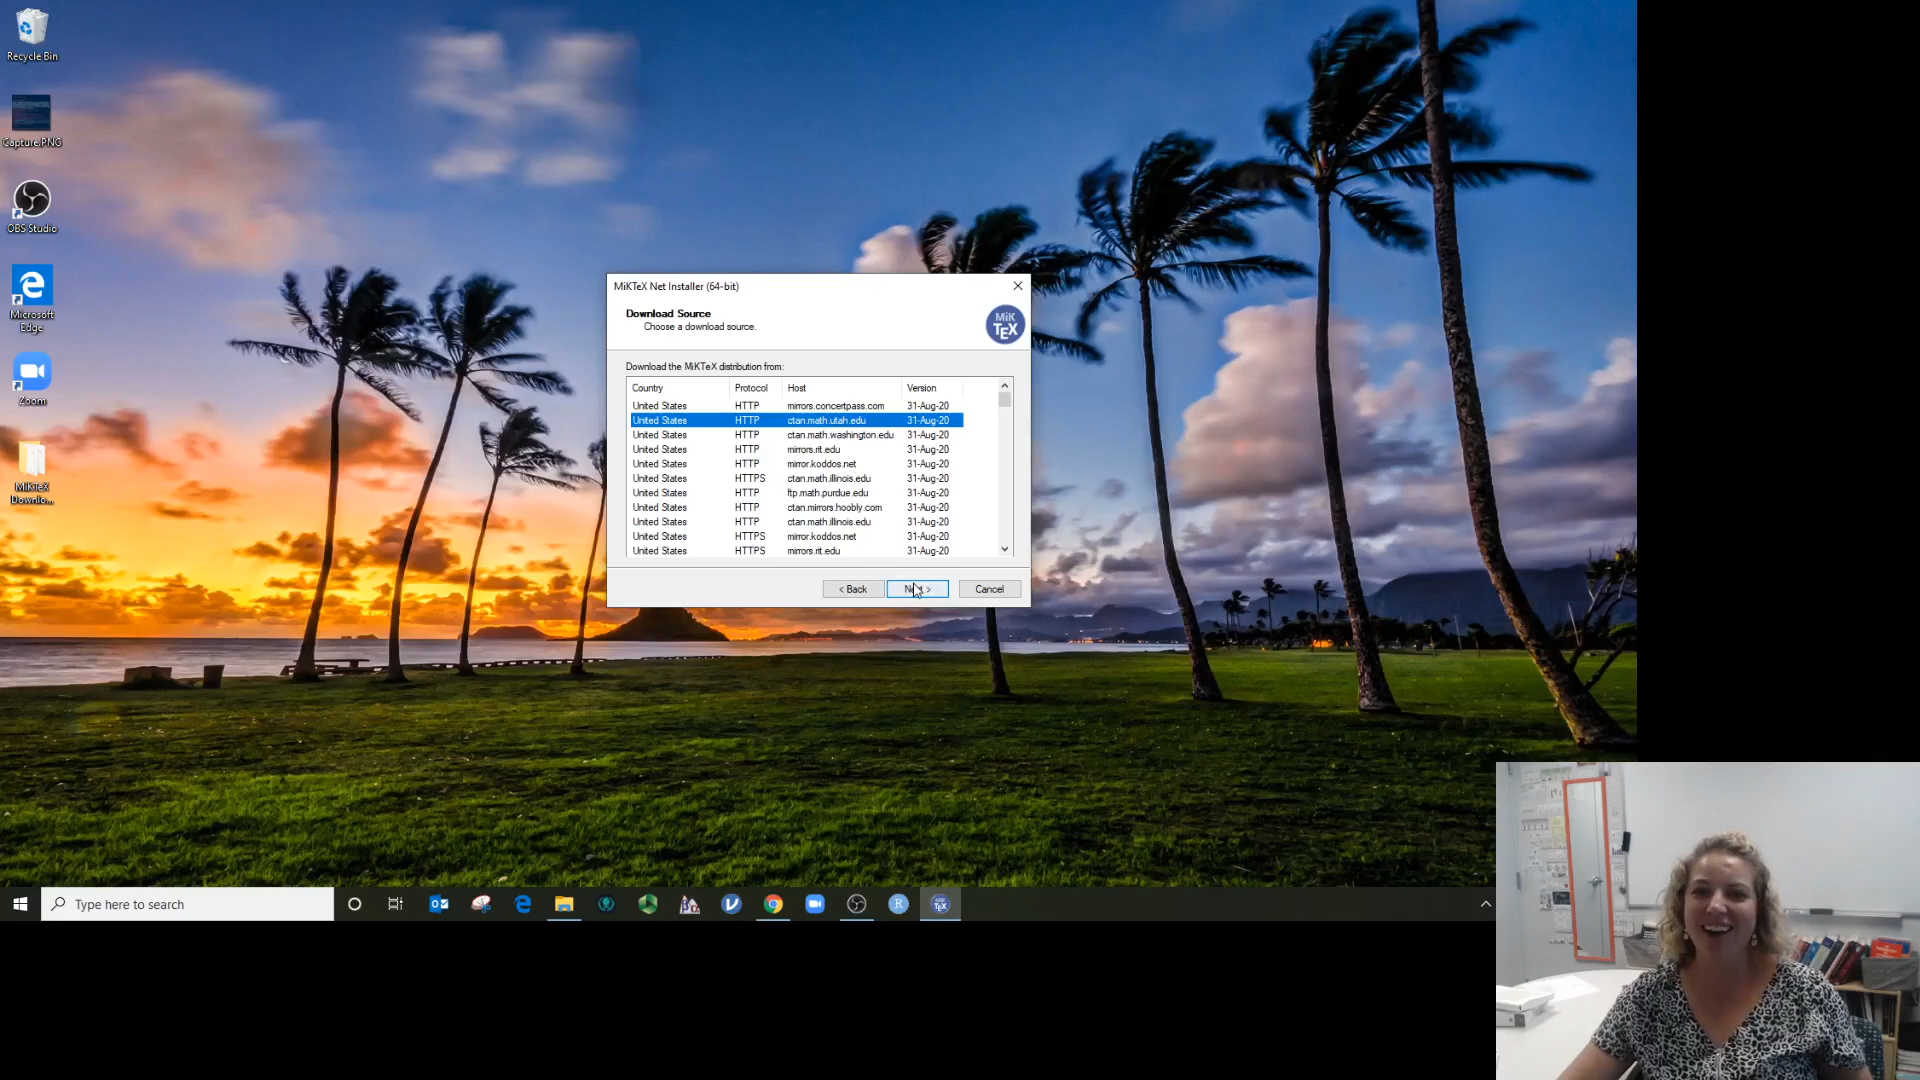 Recycle Bin
Capture.PNG
OBS Studio
Microsoft
Edge
Zoom
MiKTeX
Downlo...
MiKTeX Net Installer (64-bit)
Download Source
Choose a download source.
MiK
TEX
Download the MiKTeX distribution from:
Country Protocol Host Version
United States HTTP mirrors.concertpass.com 31-Aug-20
United States HTTP ctan.math.utah.edu 31-Aug-20
United States HTTP ctan.math.washington.edu 31-Aug-20
United States HTTP mirrors.rit.edu 31-Aug-20
United States HTTP mirror.koddos.net 31-Aug-20
United States HTTPS ctan.math.illinois.edu 31-Aug-20
United States HTTP ftp.math.purdue.edu 31-Aug-20
United States HTTP ctan.mirrors.hoobly.com 31-Aug-20
United States HTTP ctan.math.illinois.edu 31-Aug-20
United States HTTPS mirror.koddos.net 31-Aug-20
United States HTTPS mirrors.rit.edu 31-Aug-20
< Back Next > Cancel
Type here to search